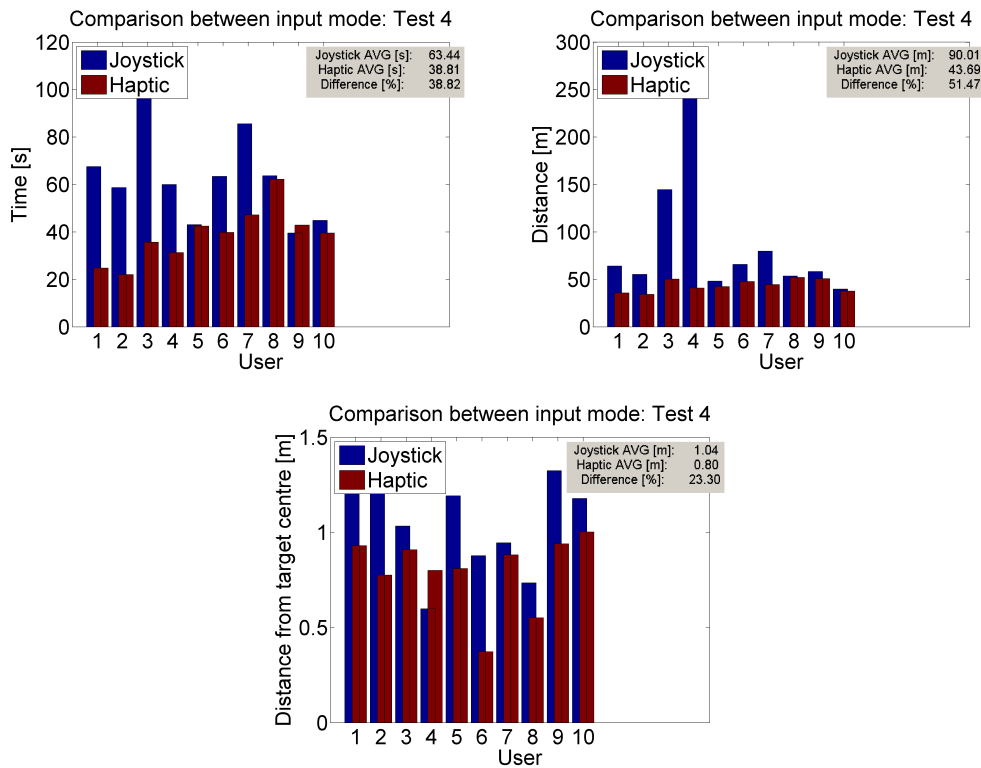 Comparison between input mode: Test 4
120
100
80
60
40
20
0
Time [s]
Joystick
Haptic
Joystick AVG [s]: 63.44
Haptic AVG [s]: 38.81
Difference [%]: 38.82
1 2 3 4 5 6 7 8 9 10
User
Comparison between input mode: Test 4
300
250
200
150
100
50
0
Distance [m]
Joystick
Haptic
Joystick AVG [m]: 90.01
Haptic AVG [m]: 43.69
Difference [%]: 51.47
1 2 3 4 5 6 7 8 9 10
User
Comparison between input mode: Test 4
1.5
1
0.5
0
Distance from target centre [m]
Joystick
Haptic
Joystick AVG [m]: 1.04
Haptic AVG [m]: 0.80
Difference [%]: 23.30
1 2 3 4 5 6 7 8 9 10
User